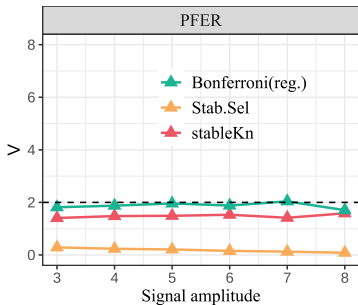 PFER
8
Bonferroni(reg.)
Stab.Sel
stableKn
6
4
2
0
V
3 4 5 6 7 8
Signal amplitude